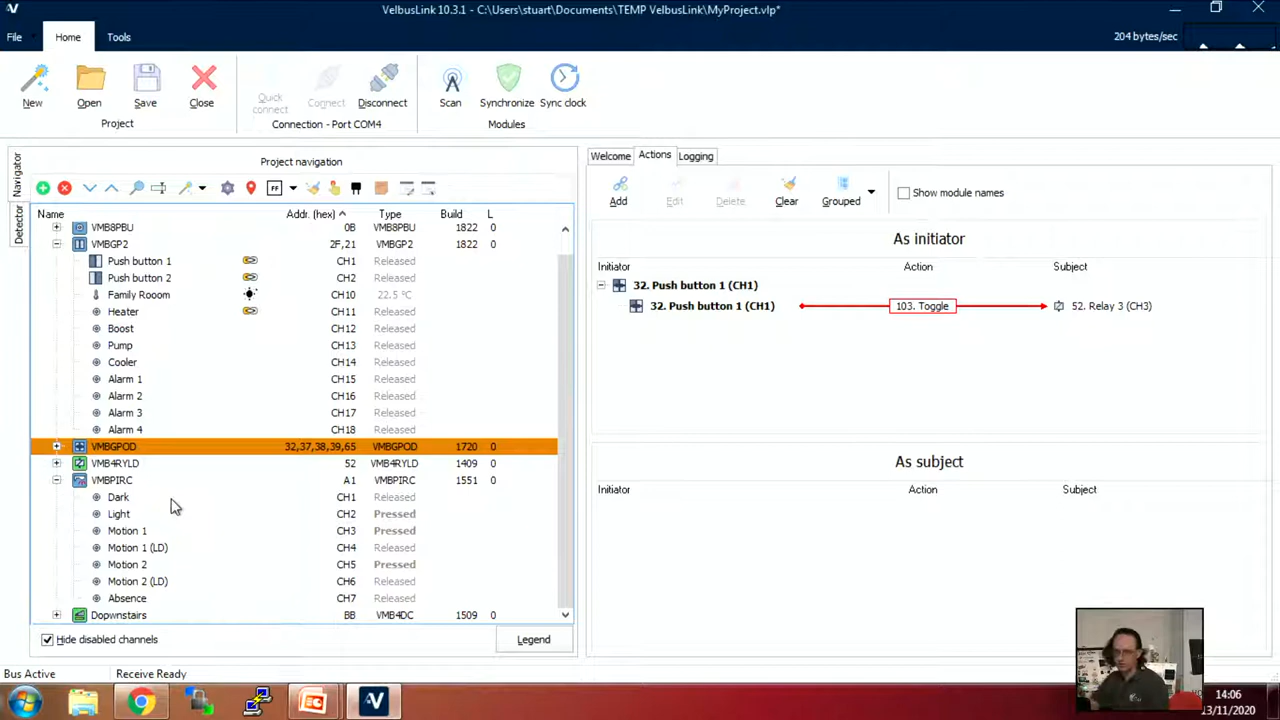 VelbusLink 10.3.1 - C:\Users\stuart\Documents\TEMP VelbusLink\MyProject.vlp*
File Home Tools 204 bytes/sec
New Open Save Close Quick connect Connect Disconnect Scan Synchronize Sync clock
Project Connection - Port COM4 Modules
Navigator
Detector
Project navigation
FF
Name Addr. (hex) Type Build L
VMB8PBU 0B VMB8PBU 1822 0
VMBGP2 2F,21 VMBGP2 1822 0
Push button 1 CH1 Released
Push button 2 CH2 Released
Family Rooom CH10 22.5 °C
Heater CH11 Released
Boost CH12 Released
Pump CH13 Released
Cooler CH14 Released
Alarm 1 CH15 Released
Alarm 2 CH16 Released
Alarm 3 CH17 Released
Alarm 4 CH18 Released
VMBGPOD 32,37,38,39,65 VMBGPOD 1720 0
VMB4RYLD 52 VMB4RYLD 1409 0
VMBPIRC A1 VMBPIRC 1551 0
Dark CH1 Released
Light CH2 Pressed
Motion 1 CH3 Pressed
Motion 1 (LD) CH4 Released
Motion 2 CH5 Pressed
Motion 2 (LD) CH6 Released
Absence CH7 Released
Dopwnstairs BB VMB4DC 1509 0
Hide disabled channels Legend
Welcome Actions Logging
Add Edit Delete Clear Grouped Show module names
As initiator
Initiator Action Subject
32. Push button 1 (CH1)
32. Push button 1 (CH1) 103. Toggle 52. Relay 3 (CH3)
As subject
Initiator Action Subject
Bus Active Receive Ready
14:06
13/11/2020